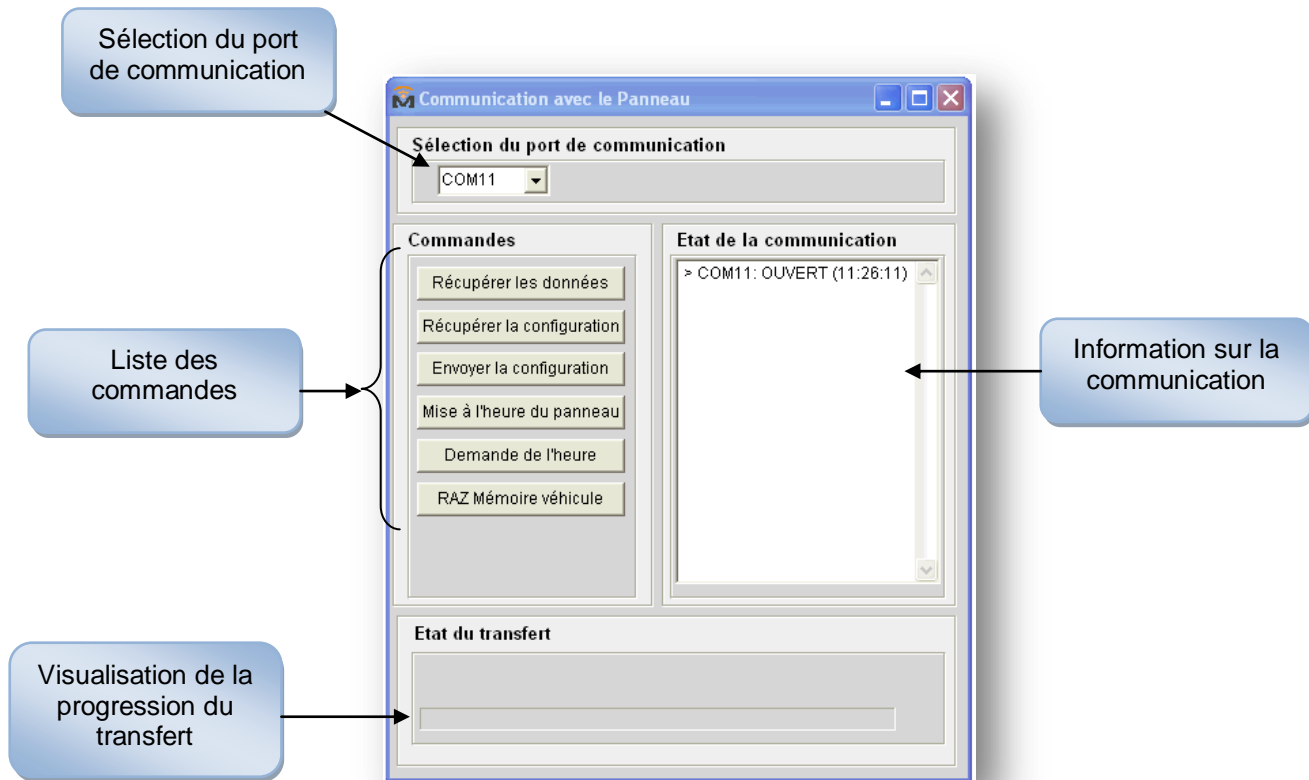 Sélection du port
de communication
Communication avec le Panneau
Sélection du port de communication
COM11
Commandes
Récupérer les données
Récupérer la configuration
Envoyer la configuration
Mise à l'heure du panneau
Demande de l'heure
RAZ Mémoire véhicule
Etat de la communication
> COM11: OUVERT (11:26:11)
Liste des
commandes
Information sur la
communication
Etat du transfert
Visualisation de la
progression du
transfert